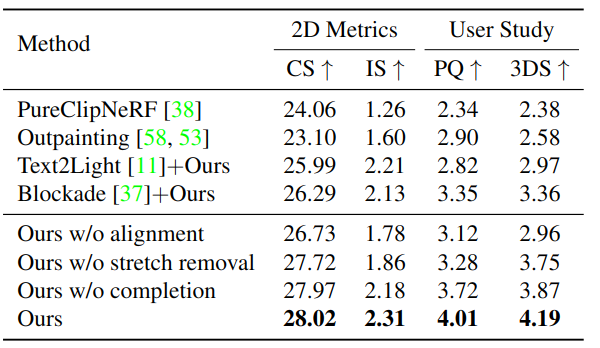 Method 2D Metrics User Study
CS ↑ IS ↑ PQ ↑ 3DS ↑
PureClipNeRF [38] 24.06 1.26 2.34 2.38
Outpainting [58, 53] 23.10 1.60 2.90 2.58
Text2Light [11]+Ours 25.99 2.21 2.82 2.97
Blockade [37]+Ours 26.29 2.13 3.35 3.36
Ours w/o alignment 26.73 1.78 3.12 2.96
Ours w/o stretch removal 27.72 1.86 3.28 3.75
Ours w/o completion 27.97 2.18 3.72 3.87
Ours 28.02 2.31 4.01 4.19